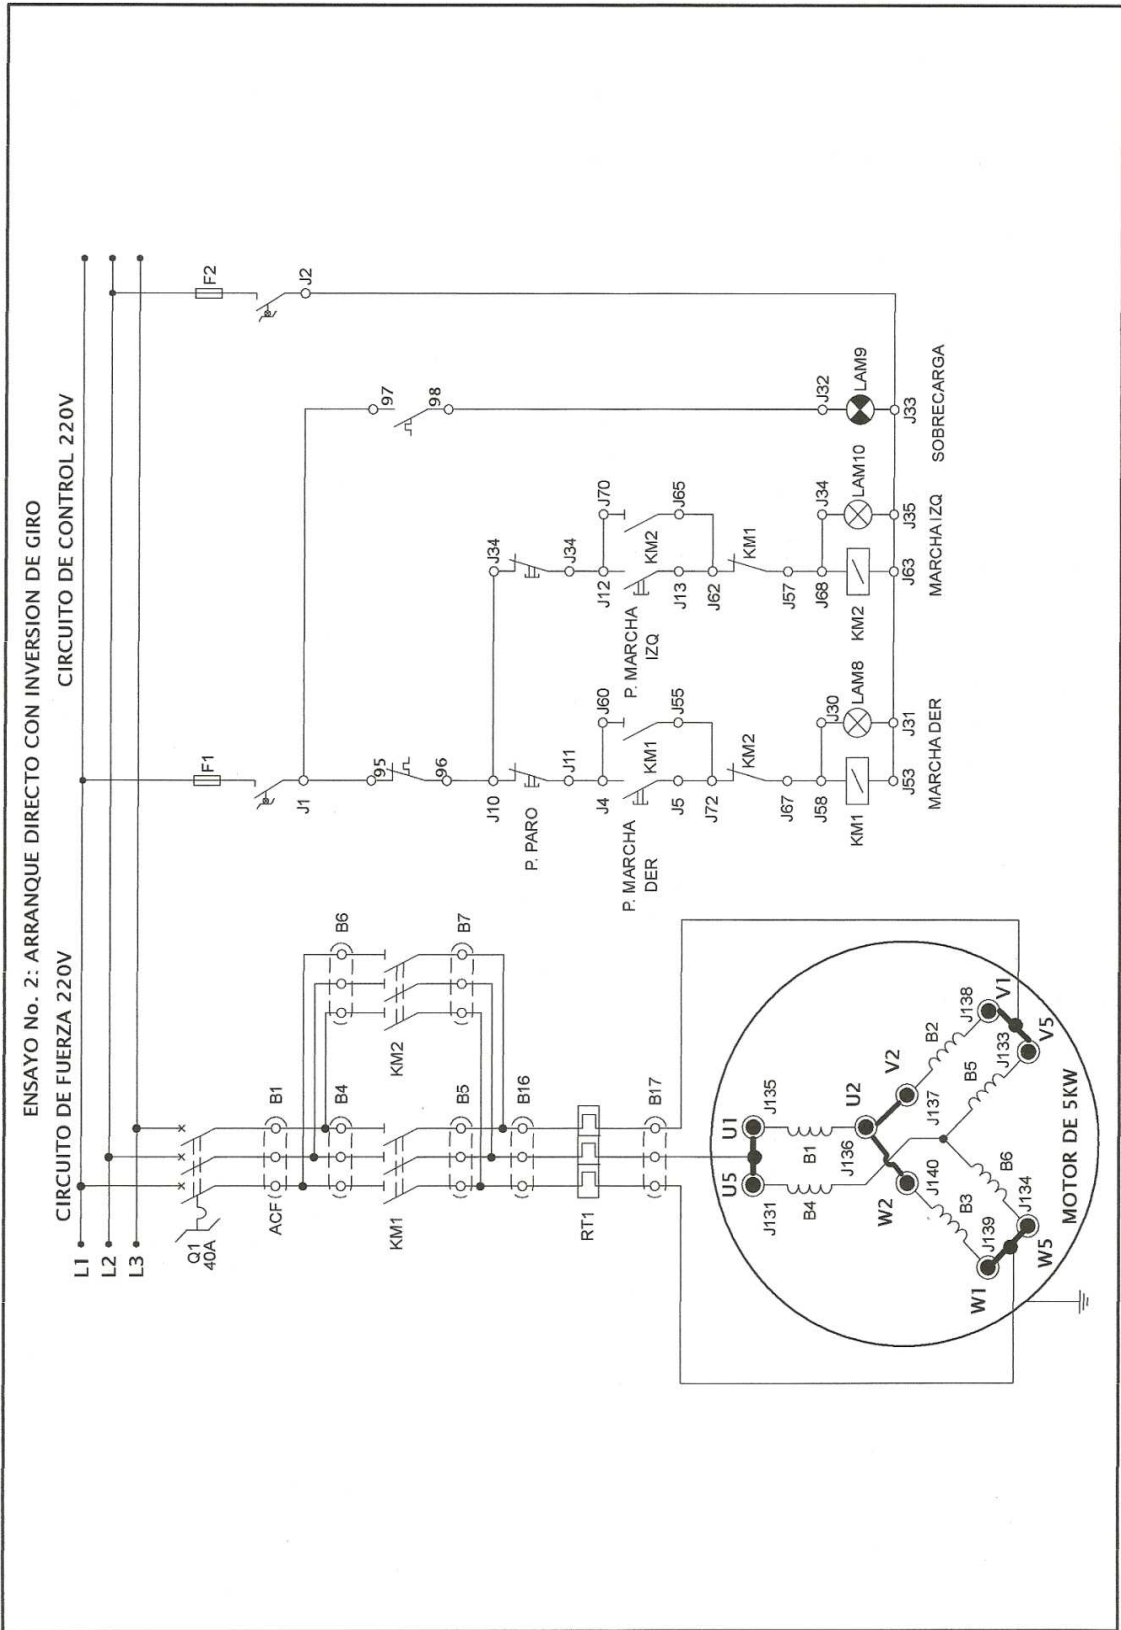 ENSAYO No. 2: ARRANQUE DIRECTO CON INVERSION DE GIRO
CIRCUITO DE FUERZA 220V
CIRCUITO DE CONTROL 220V
L1
L2
L3
Q1
40A
ACF
B1
B4
B6
KM1
KM2
B5
B7
B16
RT1
B17
U5
U1
J131
J135
B4
B1
J136
U2
V2
W2
J140
J137
B3
B2
J139
J138
W1
V1
B6
B5
J134
J133
W5
V5
MOTOR DE 5KW
F1
F2
J1
J2
95
96
97
98
J10
J34
P. PARO
J11
J34
J4
J60
J12
J70
P. MARCHA
DER
KM1
P. MARCHA
IZQ
KM2
J5
J55
J13
J65
J72
J62
KM2
KM1
J67
J57
J58
J30
J68
J34
J32
KM1
LAM8
KM2
LAM10
LAM9
J53
J31
J63
J35
J33
MARCHA DER
MARCHA IZQ
SOBRECARGA